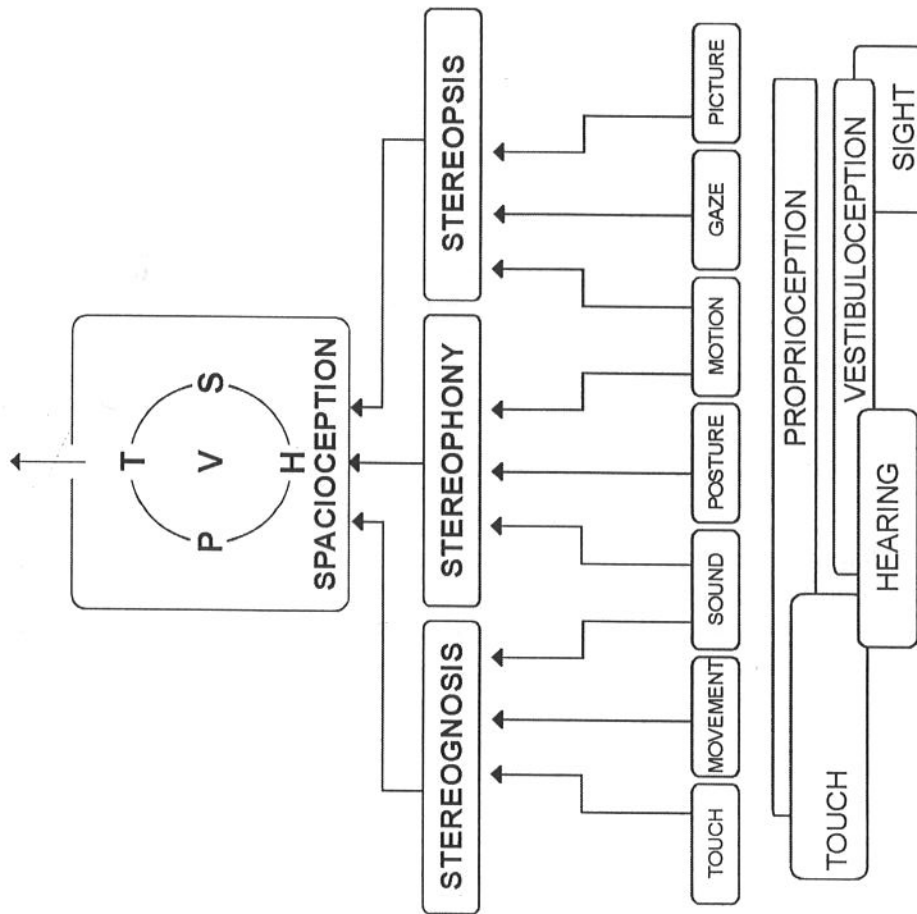 T
P V S
H
SPACIOCEPTION
STEREOGNOSIS
STEREOPHONY
STEREOPSIS
TOUCH
MOVEMENT
SOUND
POSTURE
MOTION
GAZE
PICTURE
PROPRIOCEPTION
VESTIBULOCEPTION
TOUCH
HEARING
SIGHT